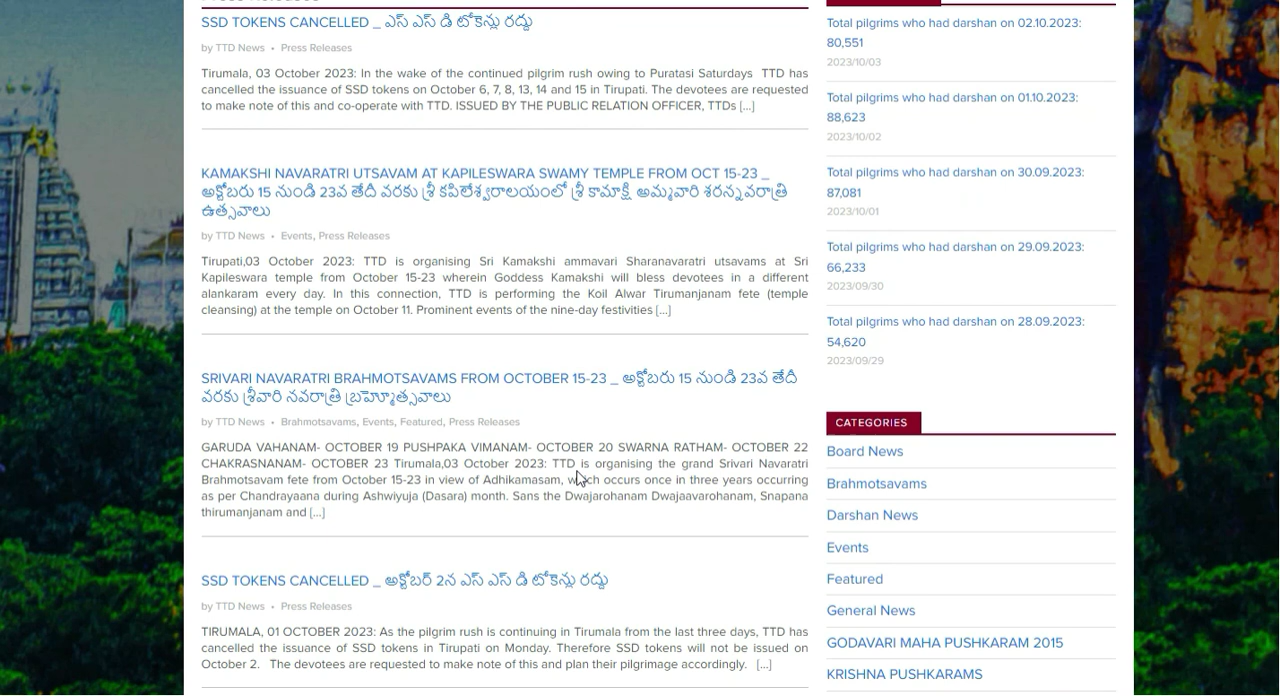 SSD TOKENS CANCELLED _ ఎస్ ఎస్ డి టోకెన్లు రద్దు
by TTD News • Press Releases
Tirumala, 03 October 2023: In the wake of the continued pilgrim rush owing to Puratasi Saturdays TTD has
cancelled the issuance of SSD tokens on October 6, 7, 8, 13, 14 and 15 in Tirupati. The devotees are requested
to make note of this and co-operate with TTD. ISSUED BY THE PUBLIC RELATION OFFICER, TTDs [...]
KAMAKSHI NAVARATRI UTSAVAM AT KAPILESWARA SWAMY TEMPLE FROM OCT 15-23 _
అక్టోబరు 15 నుండి 23వ తేదీ వరకు శ్రీ కపిలేశ్వరాలయంలో శ్రీ కామాక్షి అమ్మవారి శరన్నవరాత్రి
ఉత్సవాలు
by TTD News • Events, Press Releases
Tirupati,03 October 2023: TTD is organising Sri Kamakshi ammavari Sharanavaratri utsavams at Sri
Kapileswara temple from October 15-23 wherein Goddess Kamakshi will bless devotees in a different
alankaram every day. In this connection, TTD is performing the Koil Alwar Tirumanjanam fete (temple
cleansing) at the temple on October 11. Prominent events of the nine-day festivities [...]
SRIVARI NAVARATRI BRAHMOTSAVAMS FROM OCTOBER 15-23 _ అక్టోబరు 15 నుండి 23వ తేదీ
వరకు శ్రీవారి నవరాత్రి బ్రహ్మోత్సవాలు
by TTD News • Brahmotsavams, Events, Featured, Press Releases
GARUDA VAHANAM- OCTOBER 19 PUSHPAKA VIMANAM- OCTOBER 20 SWARNA RATHAM- OCTOBER 22
CHAKRASNANAM- OCTOBER 23 Tirumala,03 October 2023: TTD is organising the grand Srivari Navaratri
Brahmotsavam fete from October 15-23 in view of Adhikamasam, which occurs once in three years occurring
as per Chandrayaana during Ashwiyuja (Dasara) month. Sans the Dwajarohanam Dwajaavarohanam, Snapana
thirumanjanam and [...]
SSD TOKENS CANCELLED _ అక్టోబర్ 2న ఎస్ ఎస్ డి టోకెన్లు రద్దు
by TTD News • Press Releases
TIRUMALA, 01 OCTOBER 2023: As the pilgrim rush is continuing in Tirumala from the last three days, TTD has
cancelled the issuance of SSD tokens in Tirupati on Monday. Therefore SSD tokens will not be issued on
October 2. The devotees are requested to make note of this and plan their pilgrimage accordingly. [...]
Total pilgrims who had darshan on 02.10.2023:
80,551
2023/10/03
Total pilgrims who had darshan on 01.10.2023:
88,623
2023/10/02
Total pilgrims who had darshan on 30.09.2023:
87,081
2023/10/01
Total pilgrims who had darshan on 29.09.2023:
66,233
2023/09/30
Total pilgrims who had darshan on 28.09.2023:
54,620
2023/09/29
CATEGORIES
Board News
Brahmotsavams
Darshan News
Events
Featured
General News
GODAVARI MAHA PUSHKARAM 2015
KRISHNA PUSHKARAMS